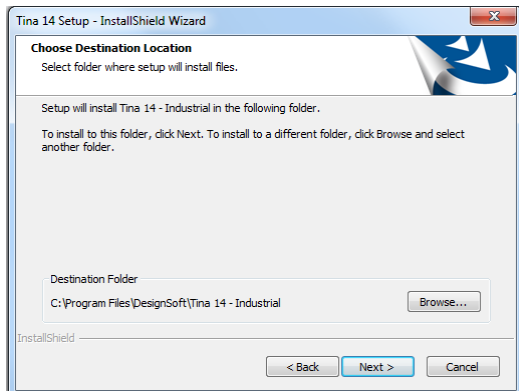 Tina 14 Setup - InstallShield Wizard
Choose Destination Location
Select folder where setup will install files.
Setup will install Tina 14 - Industrial in the following folder.
To install to this folder, click Next. To install to a different folder, click Browse and select
another folder.
Destination Folder
C:\Program Files\DesignSoft\Tina 14 - Industrial
Browse...
InstallShield
< Back
Next >
Cancel